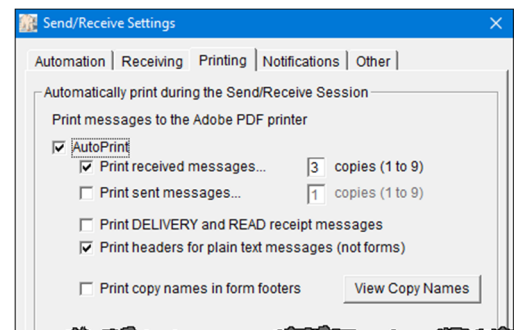 Send/Receive Settings
Automation Receiving Printing Notifications Other
Automatically print during the Send/Receive Session
Print messages to the Adobe PDF printer
AutoPrint
Print received messages... 3 copies (1 to 9)
Print sent messages... 1 copies (1 to 9)
Print DELIVERY and READ receipt messages
Print headers for plain text messages (not forms)
Print copy names in form footers View Copy Names